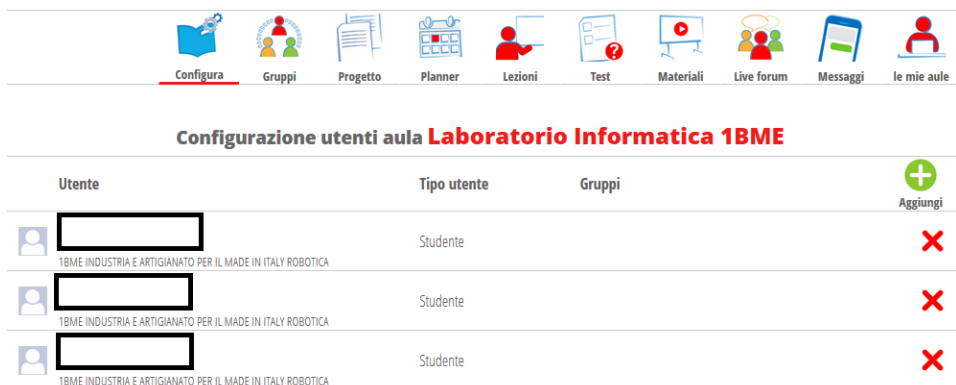 Configura Gruppi Progetto Planner Lezioni Test Materiali Live forum Messaggi le mie aule
Configurazione utenti aula Laboratorio Informatica 1BME
Utente Tipo utente Gruppi Aggiungi
Studente
1BME INDUSTRIA E ARTIGIANATO PER IL MADE IN ITALY ROBOTICA
Studente
1BME INDUSTRIA E ARTIGIANATO PER IL MADE IN ITALY ROBOTICA
Studente
1BME INDUSTRIA E ARTIGIANATO PER IL MADE IN ITALY ROBOTICA